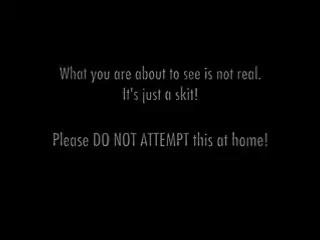 What you are about to see is not real.
It's just a skit!
Please DO NOT ATTEMPT this at home!